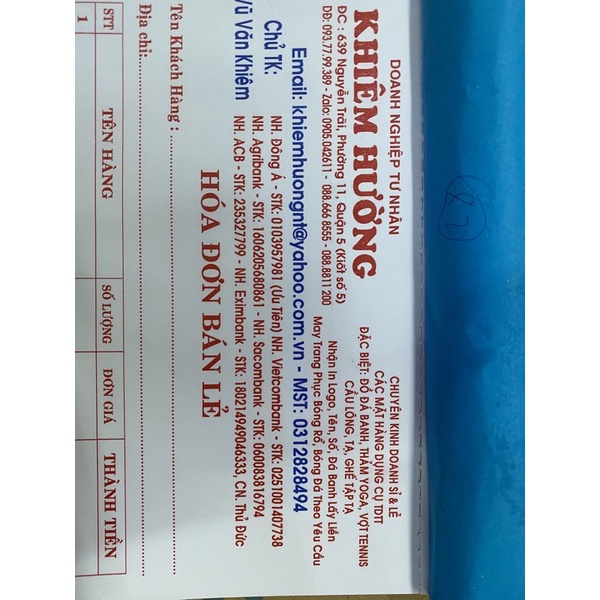 DOANH NGHIỆP TƯ NHÂN
KHIÊM HƯỜNG
ĐC : 639 Nguyễn Trãi, Phường 11, Quận 5 (Kiốt số 5)
DĐ: 093.77.99.389 - Zalo: 0905.042611 - 088.666 8555 - 088.8811 200
CHUYÊN KINH DOANH SỈ & LẺ
CÁC MẶT HÀNG DỤNG CỤ TDTT
ĐẶC BIỆT: ĐỒ ĐÁ BANH, THẢM YOGA, VỢT TENNIS
CẦU LÔNG, TẠ, GHẾ TẬP TẠ
Nhận In Logo, Tên, Số, Đá Banh Lấy Liền
May Trang Phục Bóng Rổ, Bóng Đá Theo Yêu Cầu
Email: khiemhuongnt@yahoo.com.vn - MST: 0312828494
Chủ TK:
Vũ Văn Khiêm
NH. Đông Á - STK: 0103957981 (Ưu Tiên) NH. Vietcombank - STK: 0251001407738
NH. Agribank - STK: 1606205680061 - NH. Sacombank - STK: 060083816794
NH. ACB - STK: 23532799 - NH. Eximbank - STK: 180214949046333, CN. Thủ Đức
HÓA ĐƠN BÁN LẺ
Tên Khách Hàng :
Địa chỉ:
STT TÊN HÀNG SỐ LƯỢNG ĐƠN GIÁ THÀNH TIỀN
1